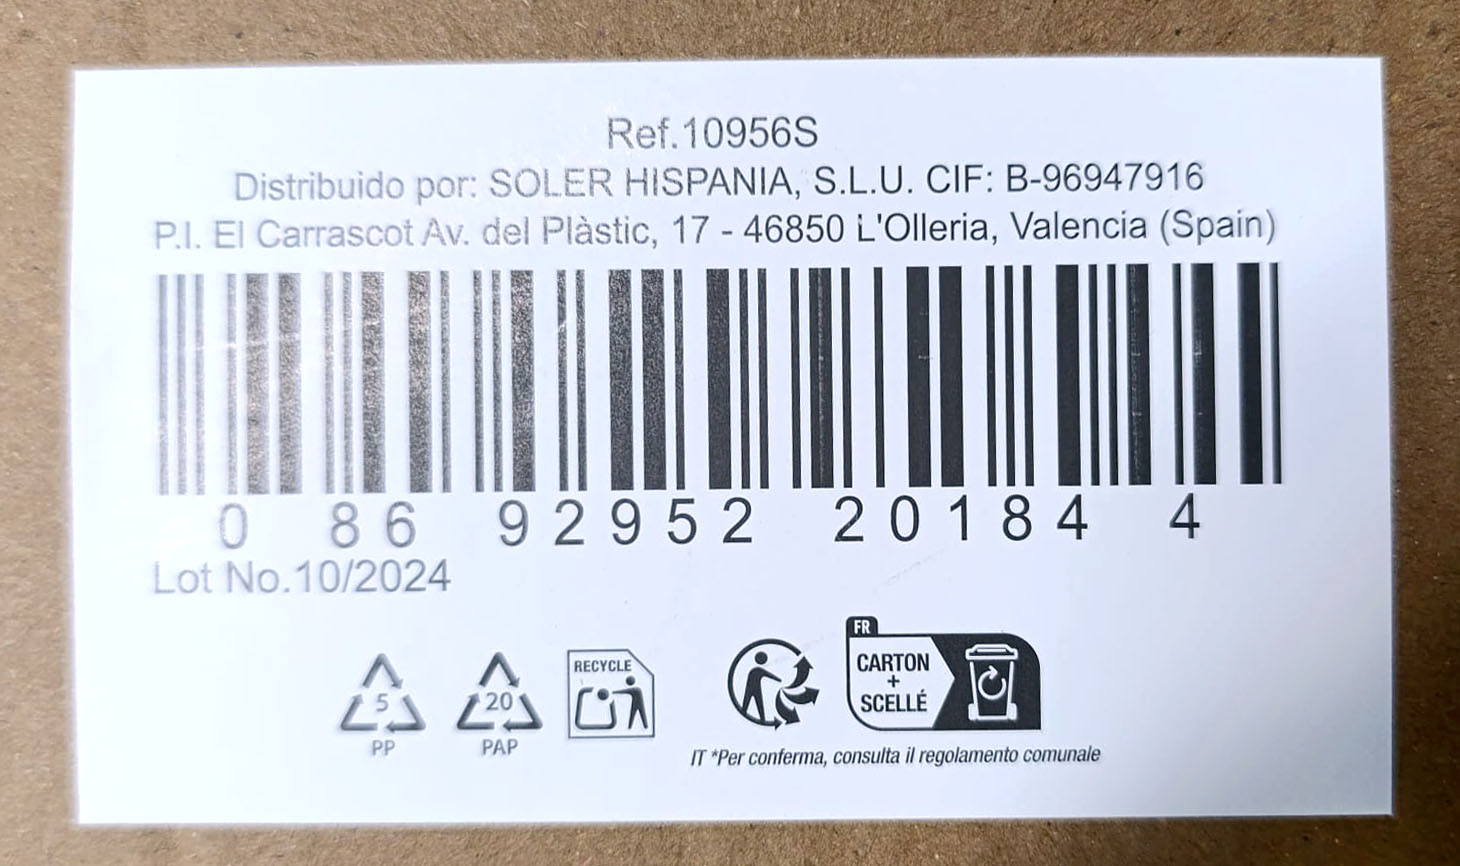 Ref.10956S
Distribuido por: SOLER HISPANIA, S.L.U. CIF: B-96947916
P.I. El Carrascot Av. del Plàstic, 17 - 46850 L'Olleria, Valencia (Spain)
0 86 92952 20184 4
Lot No.10/2024
5
PP
20
PAP
RECYCLE
FR
CARTON
+
SCELLÉ
IT *Per conferma, consulta il regolamento comunale